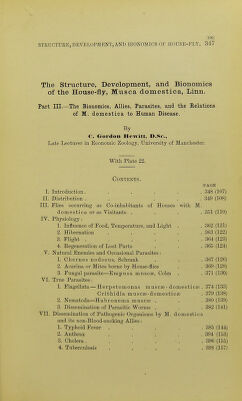 106
STRUCTURE, DEVELOPMENT, AND BIONOMICS OF HOUSE-FLY. 347
The Structure, Development, and Bionomics
of the House-fly, Musca domestica, Linn.
Part III.—The Bionomics, Allies, Parasites, and the Relations
of M. domestica to Human Disease.
By
C. Gordon Hewitt, D.Sc.,
Late Lecturer in Economic Zoology, University of Manchester.
With Plate 22.
CONTENTS.
PAGE
I. Introduction . 348 (107)
II. Distribution . 349 (108)
III. Flies occurring as Co-inhabitants of Houses with M.
domestica or as Visitants . 351 (110)
IV. Physiology:
1. Influence of Food, Temperature, and Light . 362 (121)
2. Hibernation 363 (122)
3. Flight . 364 (123)
4. Regeneration of Lost Parts 365 (124)
V. Natural Enemies and Occasional Parasites:
1. Chernes nodosus, Schrank . 367 (126)
2. Acarina or Mites borne by House-flies . 369 (128)
3. Fungal parasite—Empusa muscæ, Cohn . 371 (130)
VI. True Parasites:
1. Flagellata—Herpetomonas muscæ-domesticæ . 374 (133)
Crithidia muscæ-domesticæ 379 (138)
2. Nematoda—Habronema muscæ . 380 (139)
3. Dissemination of Parasitic Worms . 382 (141)
VII. Dissemination of Pathogenic Organisms by M. domestica
and its non-Blood-sucking Allies:
1. Typhoid Fever . 385 (144)
2. Anthrax . 394 (153)
3. Cholera . 396 (155)
4. Tuberculosis . 398 (157)